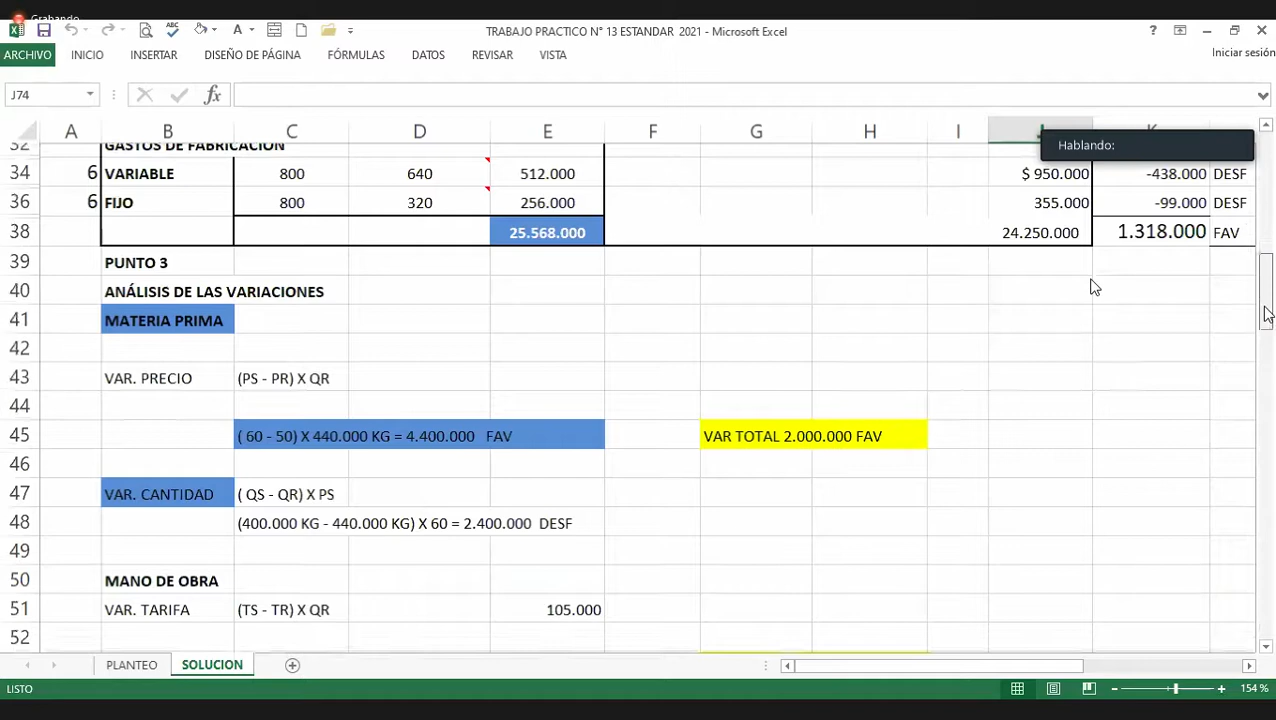 Grabando
TRABAJO PRACTICO N° 13 ESTANDAR 2021 - Microsoft Excel
ARCHIVO INICIO INSERTAR DISEÑO DE PÁGINA FÓRMULAS DATOS REVISAR VISTA Iniciar sesión
J74 fx
A B C D E F G H I J K
Hablando:
32 GASTOS DE FABRICACION
34 6 VARIABLE 800 640 512.000 $ 950.000 -438.000 DESF
36 6 FIJO 800 320 256.000 355.000 -99.000 DESF
38 25.568.000 24.250.000 1.318.000 FAV
39 PUNTO 3
40 ANÁLISIS DE LAS VARIACIONES
41 MATERIA PRIMA
42
43 VAR. PRECIO (PS - PR) X QR
44
45 ( 60 - 50) X 440.000 KG = 4.400.000 FAV VAR TOTAL 2.000.000 FAV
46
47 VAR. CANTIDAD ( QS - QR) X PS
48 (400.000 KG - 440.000 KG) X 60 = 2.400.000 DESF
49
50 MANO DE OBRA
51 VAR. TARIFA (TS - TR) X QR 105.000
52
PLANTEO SOLUCION
LISTO 154 %